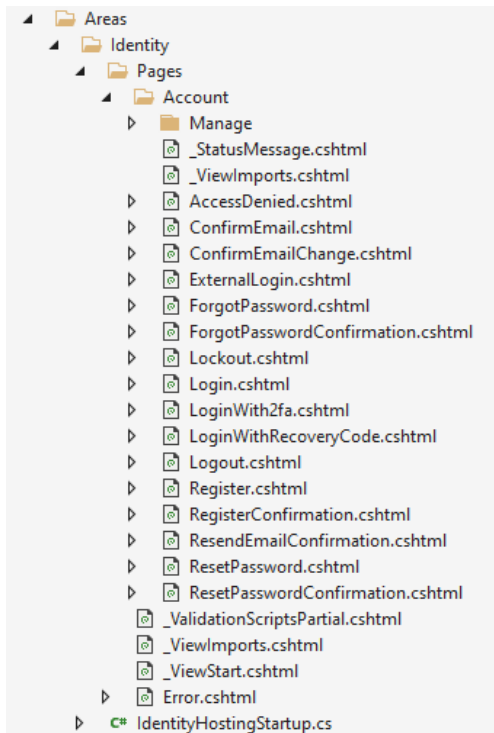 Areas
Identity
Pages
Account
Manage
_StatusMessage.cshtml
_ViewImports.cshtml
AccessDenied.cshtml
ConfirmEmail.cshtml
ConfirmEmailChange.cshtml
ExternalLogin.cshtml
ForgotPassword.cshtml
ForgotPasswordConfirmation.cshtml
Lockout.cshtml
Login.cshtml
LoginWith2fa.cshtml
LoginWithRecoveryCode.cshtml
Logout.cshtml
Register.cshtml
RegisterConfirmation.cshtml
ResendEmailConfirmation.cshtml
ResetPassword.cshtml
ResetPasswordConfirmation.cshtml
_ValidationScriptsPartial.cshtml
_ViewImports.cshtml
_ViewStart.cshtml
Error.cshtml
C# IdentityHostingStartup.cs